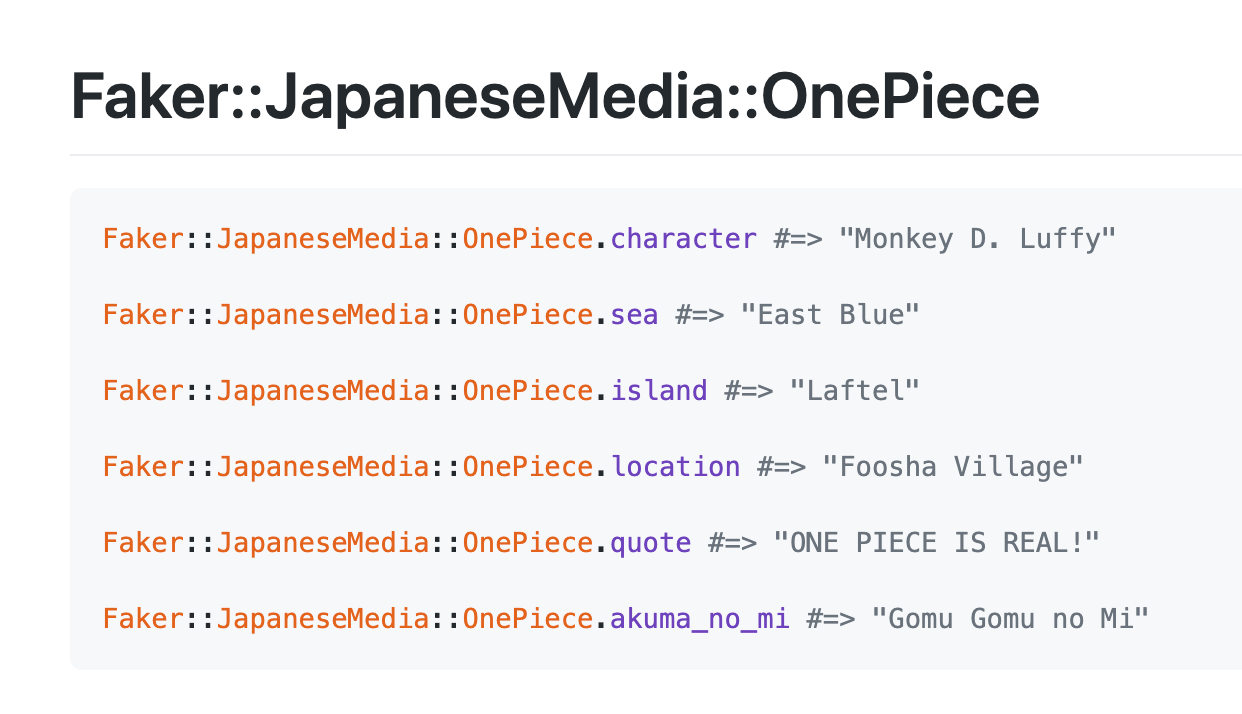 Faker::JapaneseMedia::OnePiece
Faker::JapaneseMedia::OnePiece.character #=> "Monkey D. Luffy"
Faker::JapaneseMedia::OnePiece.sea #=> "East Blue"
Faker::JapaneseMedia::OnePiece.island #=> "Laftel"
Faker::JapaneseMedia::OnePiece.location #=> "Foosha Village"
Faker::JapaneseMedia::OnePiece.quote #=> "ONE PIECE IS REAL!"
Faker::JapaneseMedia::OnePiece.akuma_no_mi #=> "Gomu Gomu no Mi"